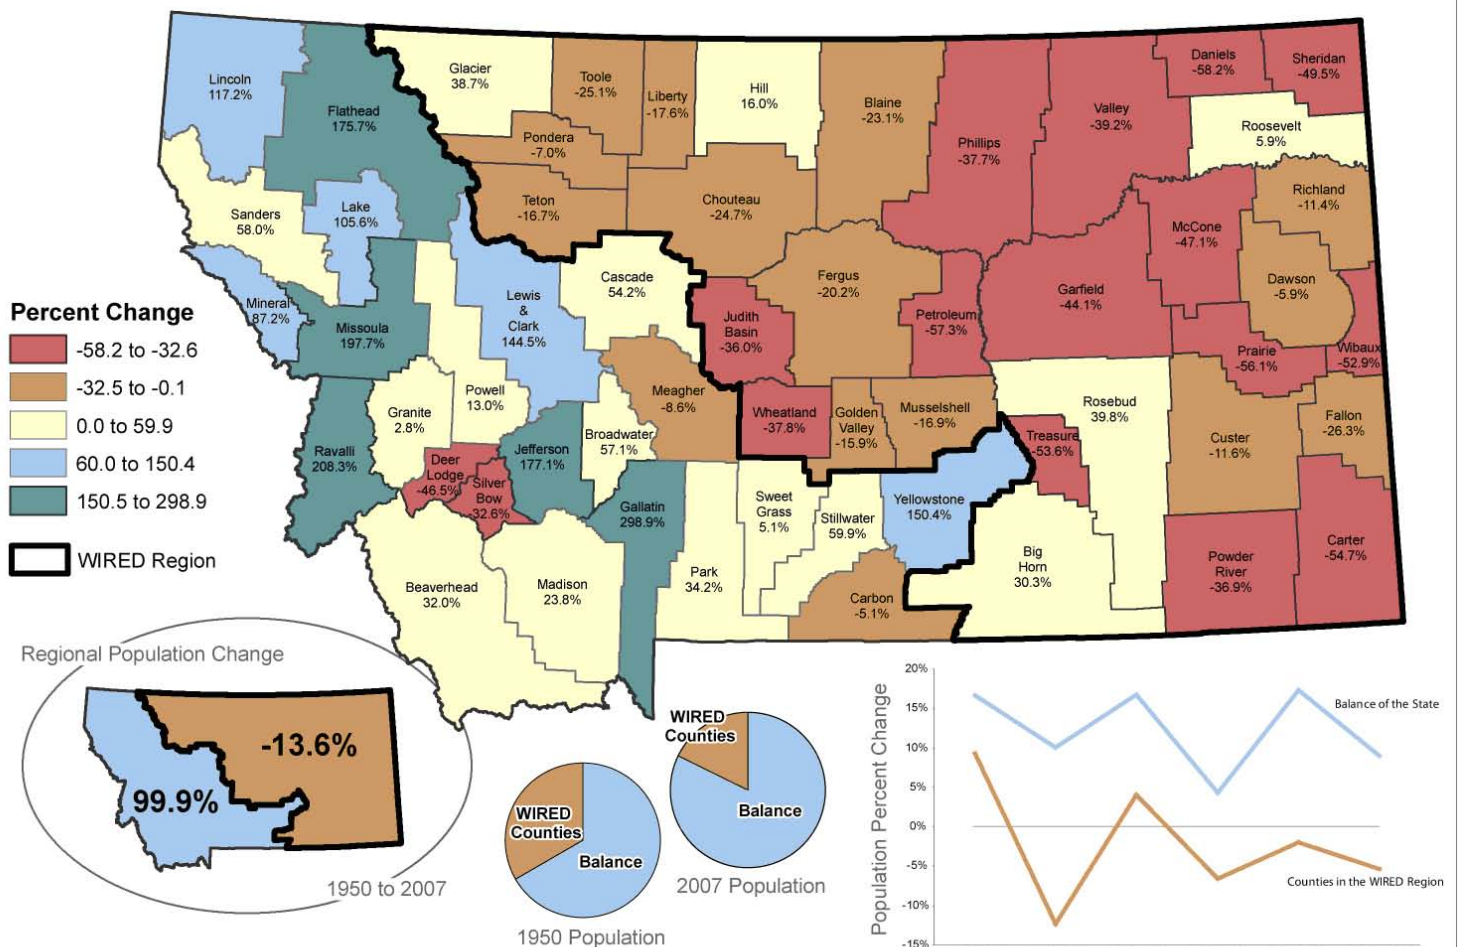 Lincoln
117.2%
Flathead
175.7%
Glacier
38.7%
Toole
-25.1%
Liberty
-17.6%
Hill
16.0%
Blaine
-23.1%
Phillips
-37.7%
Valley
-39.2%
Daniels
-58.2%
Sheridan
-49.5%
Roosevelt
5.9%
Pondera
-7.0%
Teton
-16.7%
Chouteau
-24.7%
Richland
-11.4%
McCone
-47.1%
Dawson
-5.9%
Sanders
58.0%
Lake
105.6%
Mineral
87.2%
Missoula
197.7%
Lewis
&
Clark
144.5%
Cascade
54.2%
Judith
Basin
-36.0%
Fergus
-20.2%
Petroleum
-57.3%
Garfield
-44.1%
Prairie
-56.1%
Wibaux
-52.9%
Powell
13.0%
Granite
2.8%
Meagher
-8.6%
Wheatland
-37.8%
Golden
Valley
-15.9%
Musselshell
-16.9%
Rosebud
39.8%
Treasure
-53.6%
Custer
-11.6%
Fallon
-26.3%
Ravalli
208.3%
Deer
Lodge
-46.5%
Silver
Bow
-32.6%
Jefferson
177.1%
Broadwater
57.1%
Gallatin
298.9%
Sweet
Grass
5.1%
Stillwater
59.9%
Yellowstone
150.4%
Big
Horn
30.3%
Powder
River
-36.9%
Carter
-54.7%
Beaverhead
32.0%
Madison
23.8%
Park
34.2%
Carbon
-5.1%
Percent Change
-58.2 to -32.6
-32.5 to -0.1
0.0 to 59.9
60.0 to 150.4
150.5 to 298.9
WIRED Region
Regional Population Change
-13.6%
99.9%
1950 to 2007
WIRED
Counties
Balance
1950 Population
WIRED
Counties
Balance
2007 Population
Population Percent Change
20%
15%
10%
5%
0%
-5%
-10%
-15%
Balance of the State
Counties in the WIRED Region